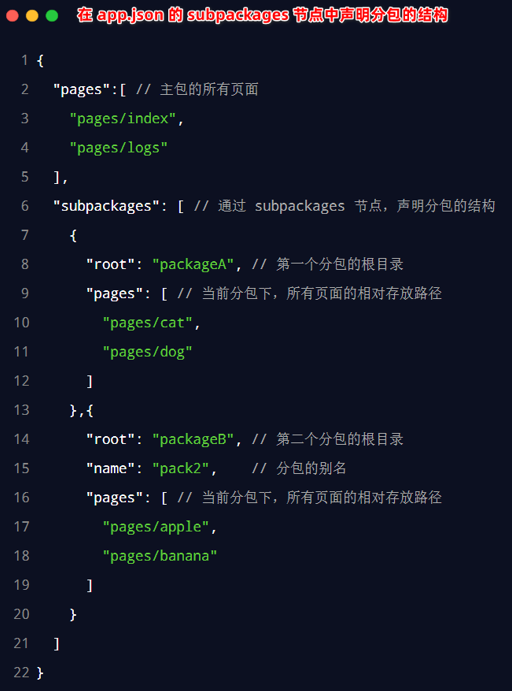 在 app.json 的 subpackages 节点中声明分包的结构
1 {
2 "pages":[ // 主包的所有页面
3 "pages/index",
4 "pages/logs"
5 ],
6 "subpackages": [ // 通过 subpackages 节点，声明分包的结构
7 {
8 "root": "packageA", // 第一个分包的根目录
9 "pages": [ // 当前分包下，所有页面的相对存放路径
10 "pages/cat",
11 "pages/dog"
12 ]
13 },{
14 "root": "packageB", // 第二个分包的根目录
15 "name": "pack2", // 分包的别名
16 "pages": [ // 当前分包下，所有页面的相对存放路径
17 "pages/apple",
18 "pages/banana"
19 ]
20 }
21 ]
22 }